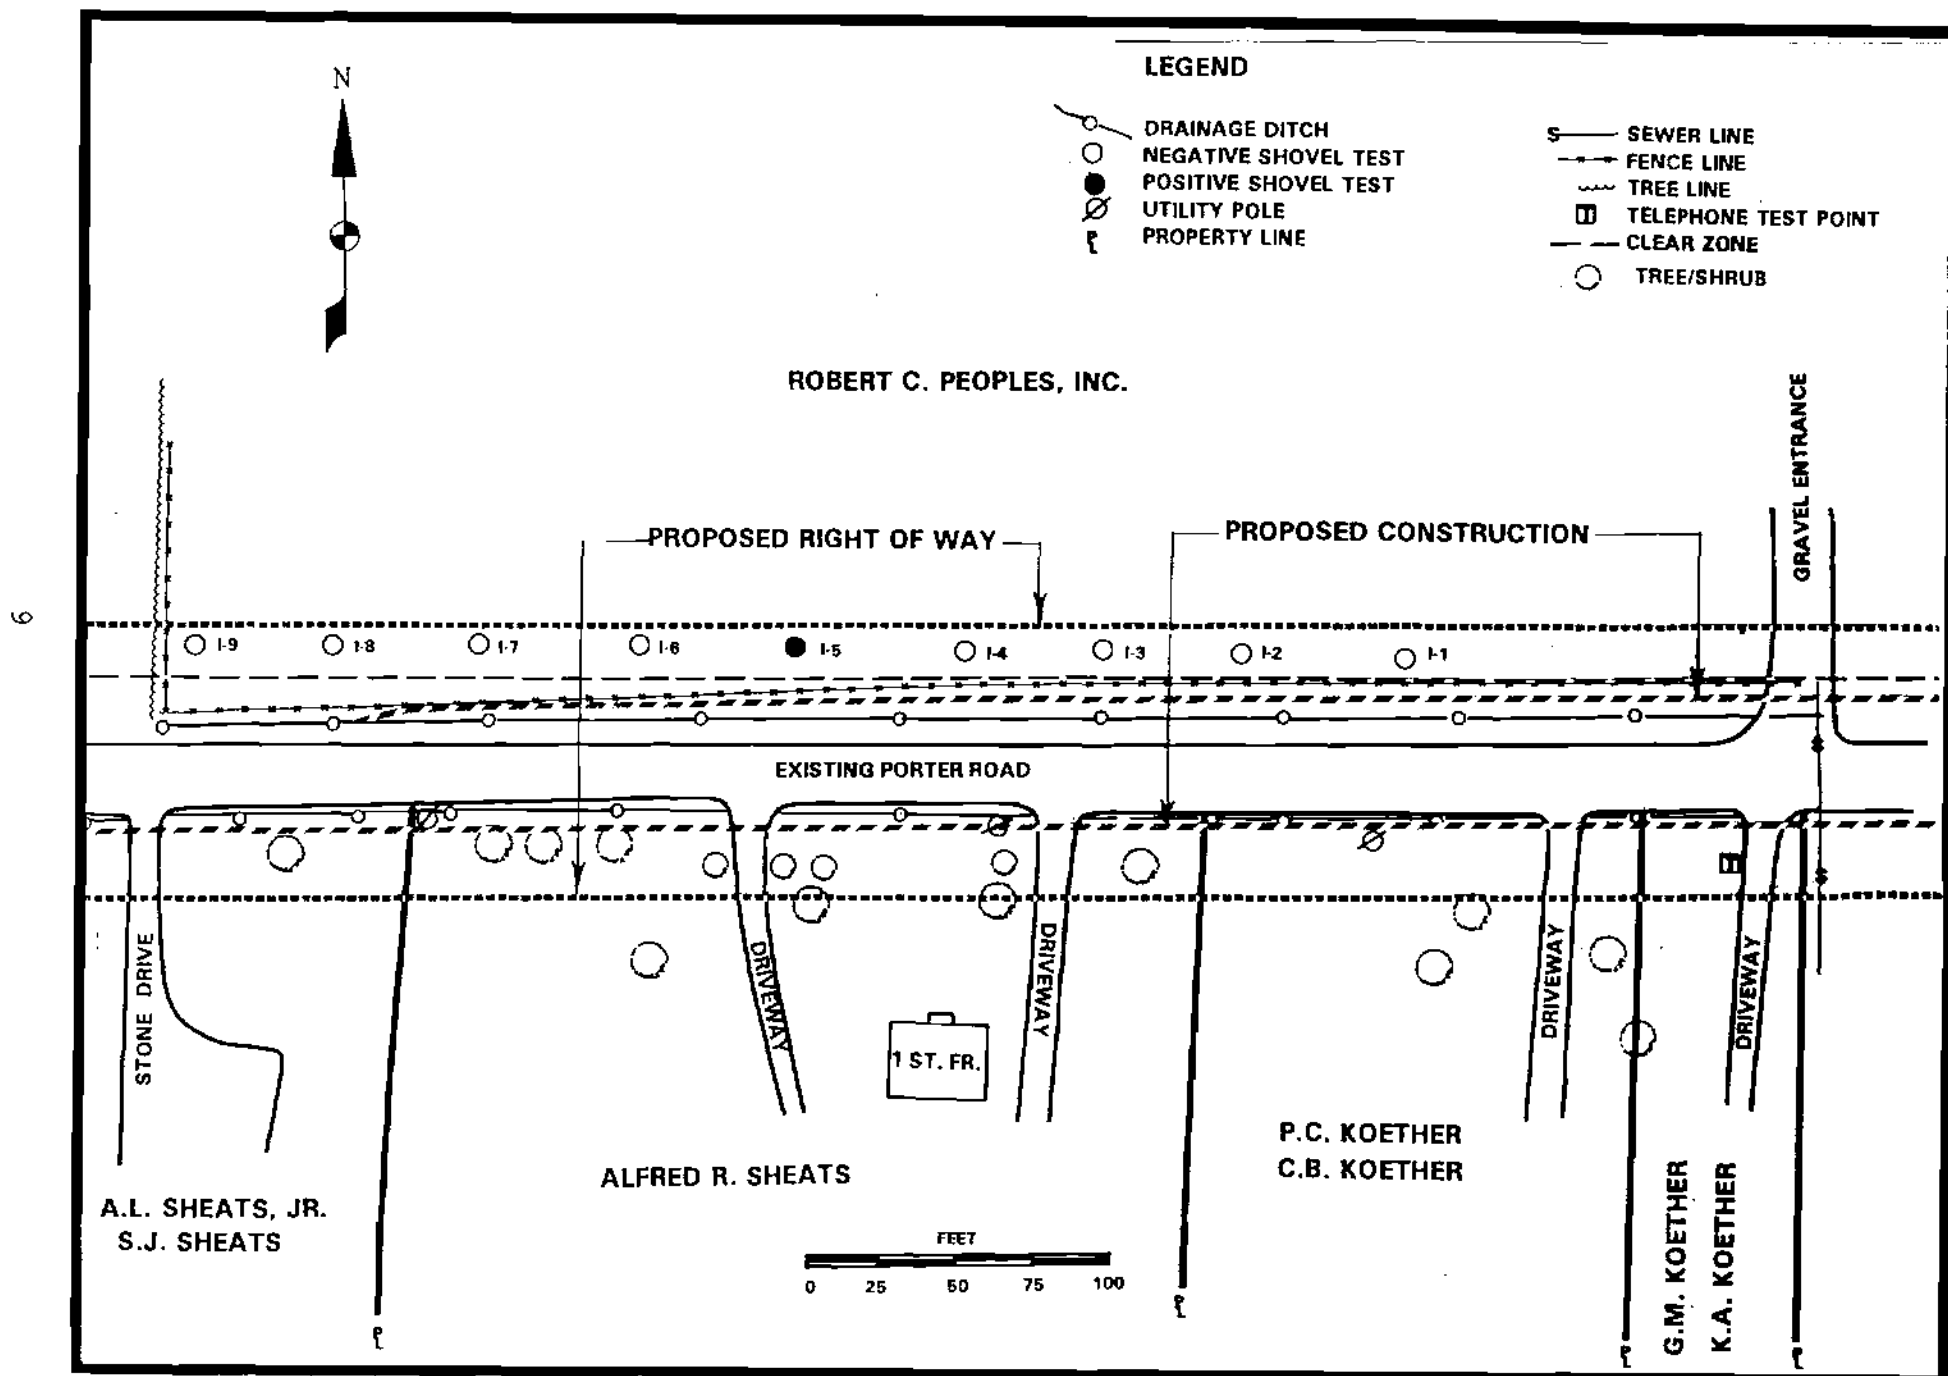 N
LEGEND
DRAINAGE DITCH
NEGATIVE SHOVEL TEST
POSITIVE SHOVEL TEST
UTILITY POLE
PROPERTY LINE
S SEWER LINE
FENCE LINE
TREE LINE
T TELEPHONE TEST POINT
CLEAR ZONE
TREE/SHRUB
ROBERT C. PEOPLES, INC.
GRAVEL ENTRANCE
PROPOSED RIGHT OF WAY
PROPOSED CONSTRUCTION
9
I-9
I-8
I-7
I-6
I-5
I-4
I-3
I-2
I-1
EXISTING PORTER ROAD
STONE DRIVE
DRIVEWAY
DRIVEWAY
DRIVEWAY
DRIVEWAY
1 ST. FR.
A.L. SHEATS, JR.
S.J. SHEATS
ALFRED R. SHEATS
P.C. KOETHER
C.B. KOETHER
G.M. KOETHER
K.A. KOETHER
FEET
0 25 50 75 100